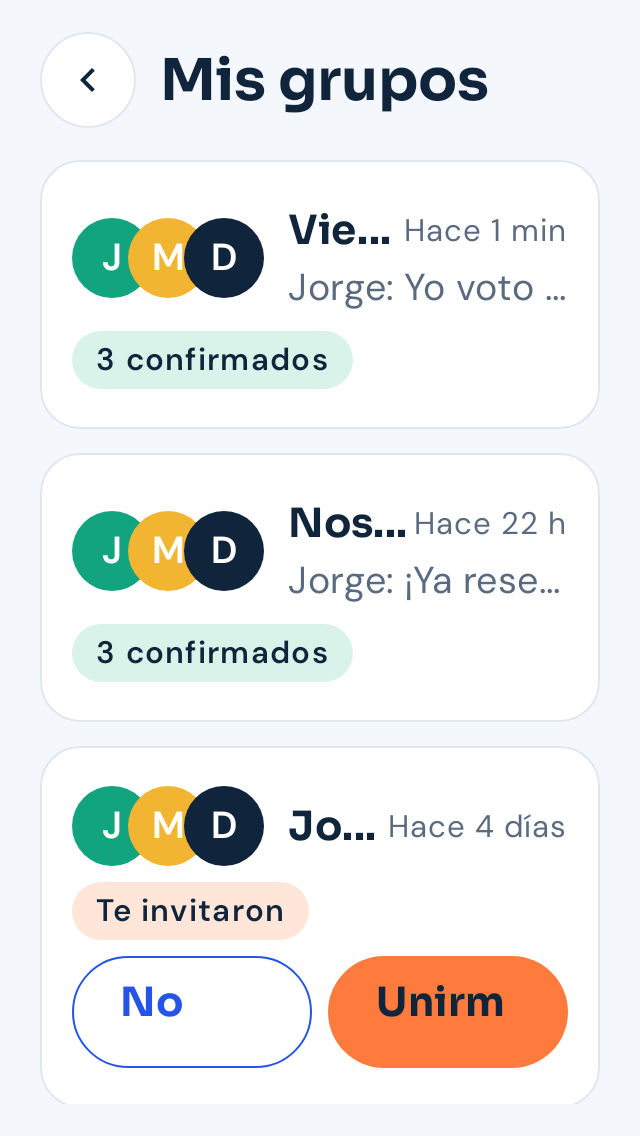 Mis grupos
J M D
Vie... Hace 1 min
Jorge: Yo voto ...
3 confirmados
J M D
Nos... Hace 22 h
Jorge: ¡Ya rese...
3 confirmados
J M D
Jo... Hace 4 días
Te invitaron
No
Unirm